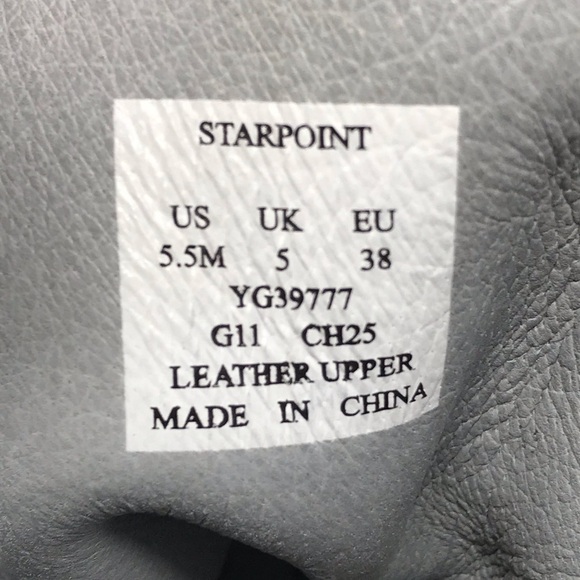 STARPOINT
US UK EU
5.5M 5 38
YG39777
G11 CH25
LEATHER UPPER
MADE IN CHINA